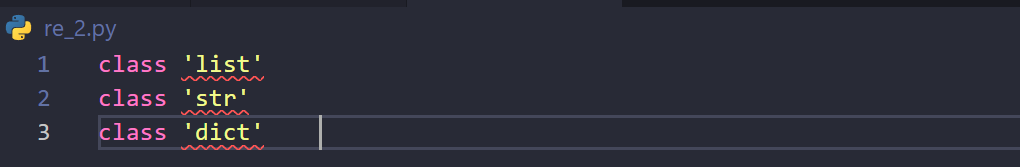 re_2.py
1 class 'list'
2 class 'str'
3 class 'dict'